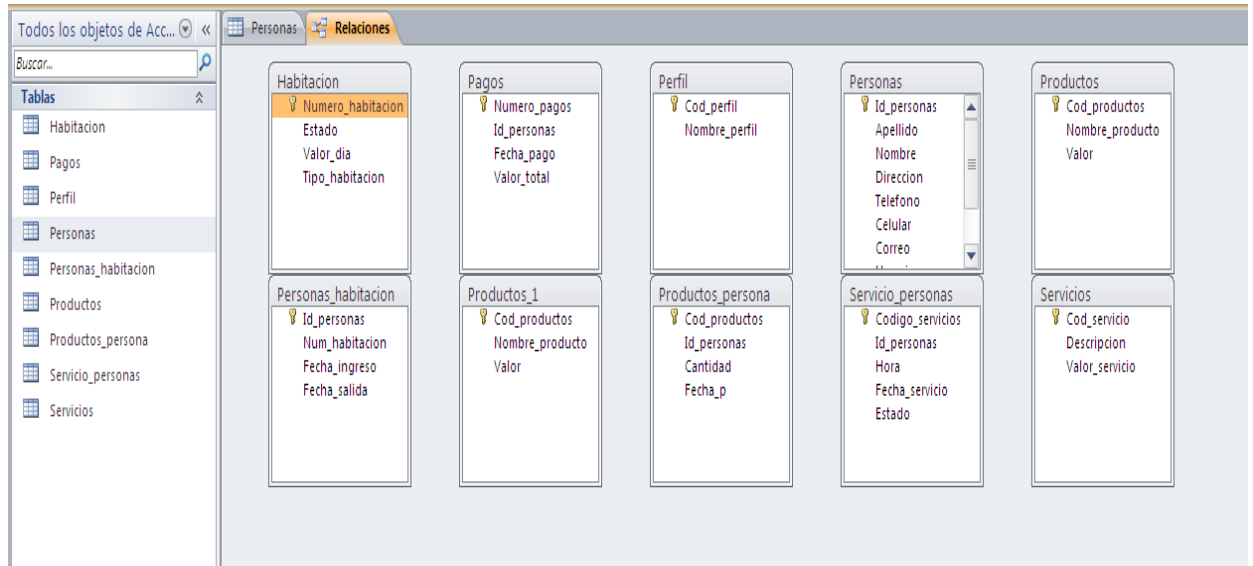 Todos los objetos de Acc...
Personas
Relaciones
Buscar...
Tablas
Habitacion
Pagos
Perfil
Personas
Personas_habitacion
Productos
Productos_persona
Servicio_personas
Servicios
Habitacion
Numero_habitacion
Estado
Valor_dia
Tipo_habitacion
Pagos
Numero_pagos
Id_personas
Fecha_pago
Valor_total
Perfil
Cod_perfil
Nombre_perfil
Personas
Id_personas
Apellido
Nombre
Direccion
Telefono
Celular
Correo
Productos
Cod_productos
Nombre_producto
Valor
Personas_habitacion
Id_personas
Num_habitacion
Fecha_ingreso
Fecha_salida
Productos_1
Cod_productos
Nombre_producto
Valor
Productos_persona
Cod_productos
Id_personas
Cantidad
Fecha_p
Servicio_personas
Codigo_servicios
Id_personas
Hora
Fecha_servicio
Estado
Servicios
Cod_servicio
Descripcion
Valor_servicio